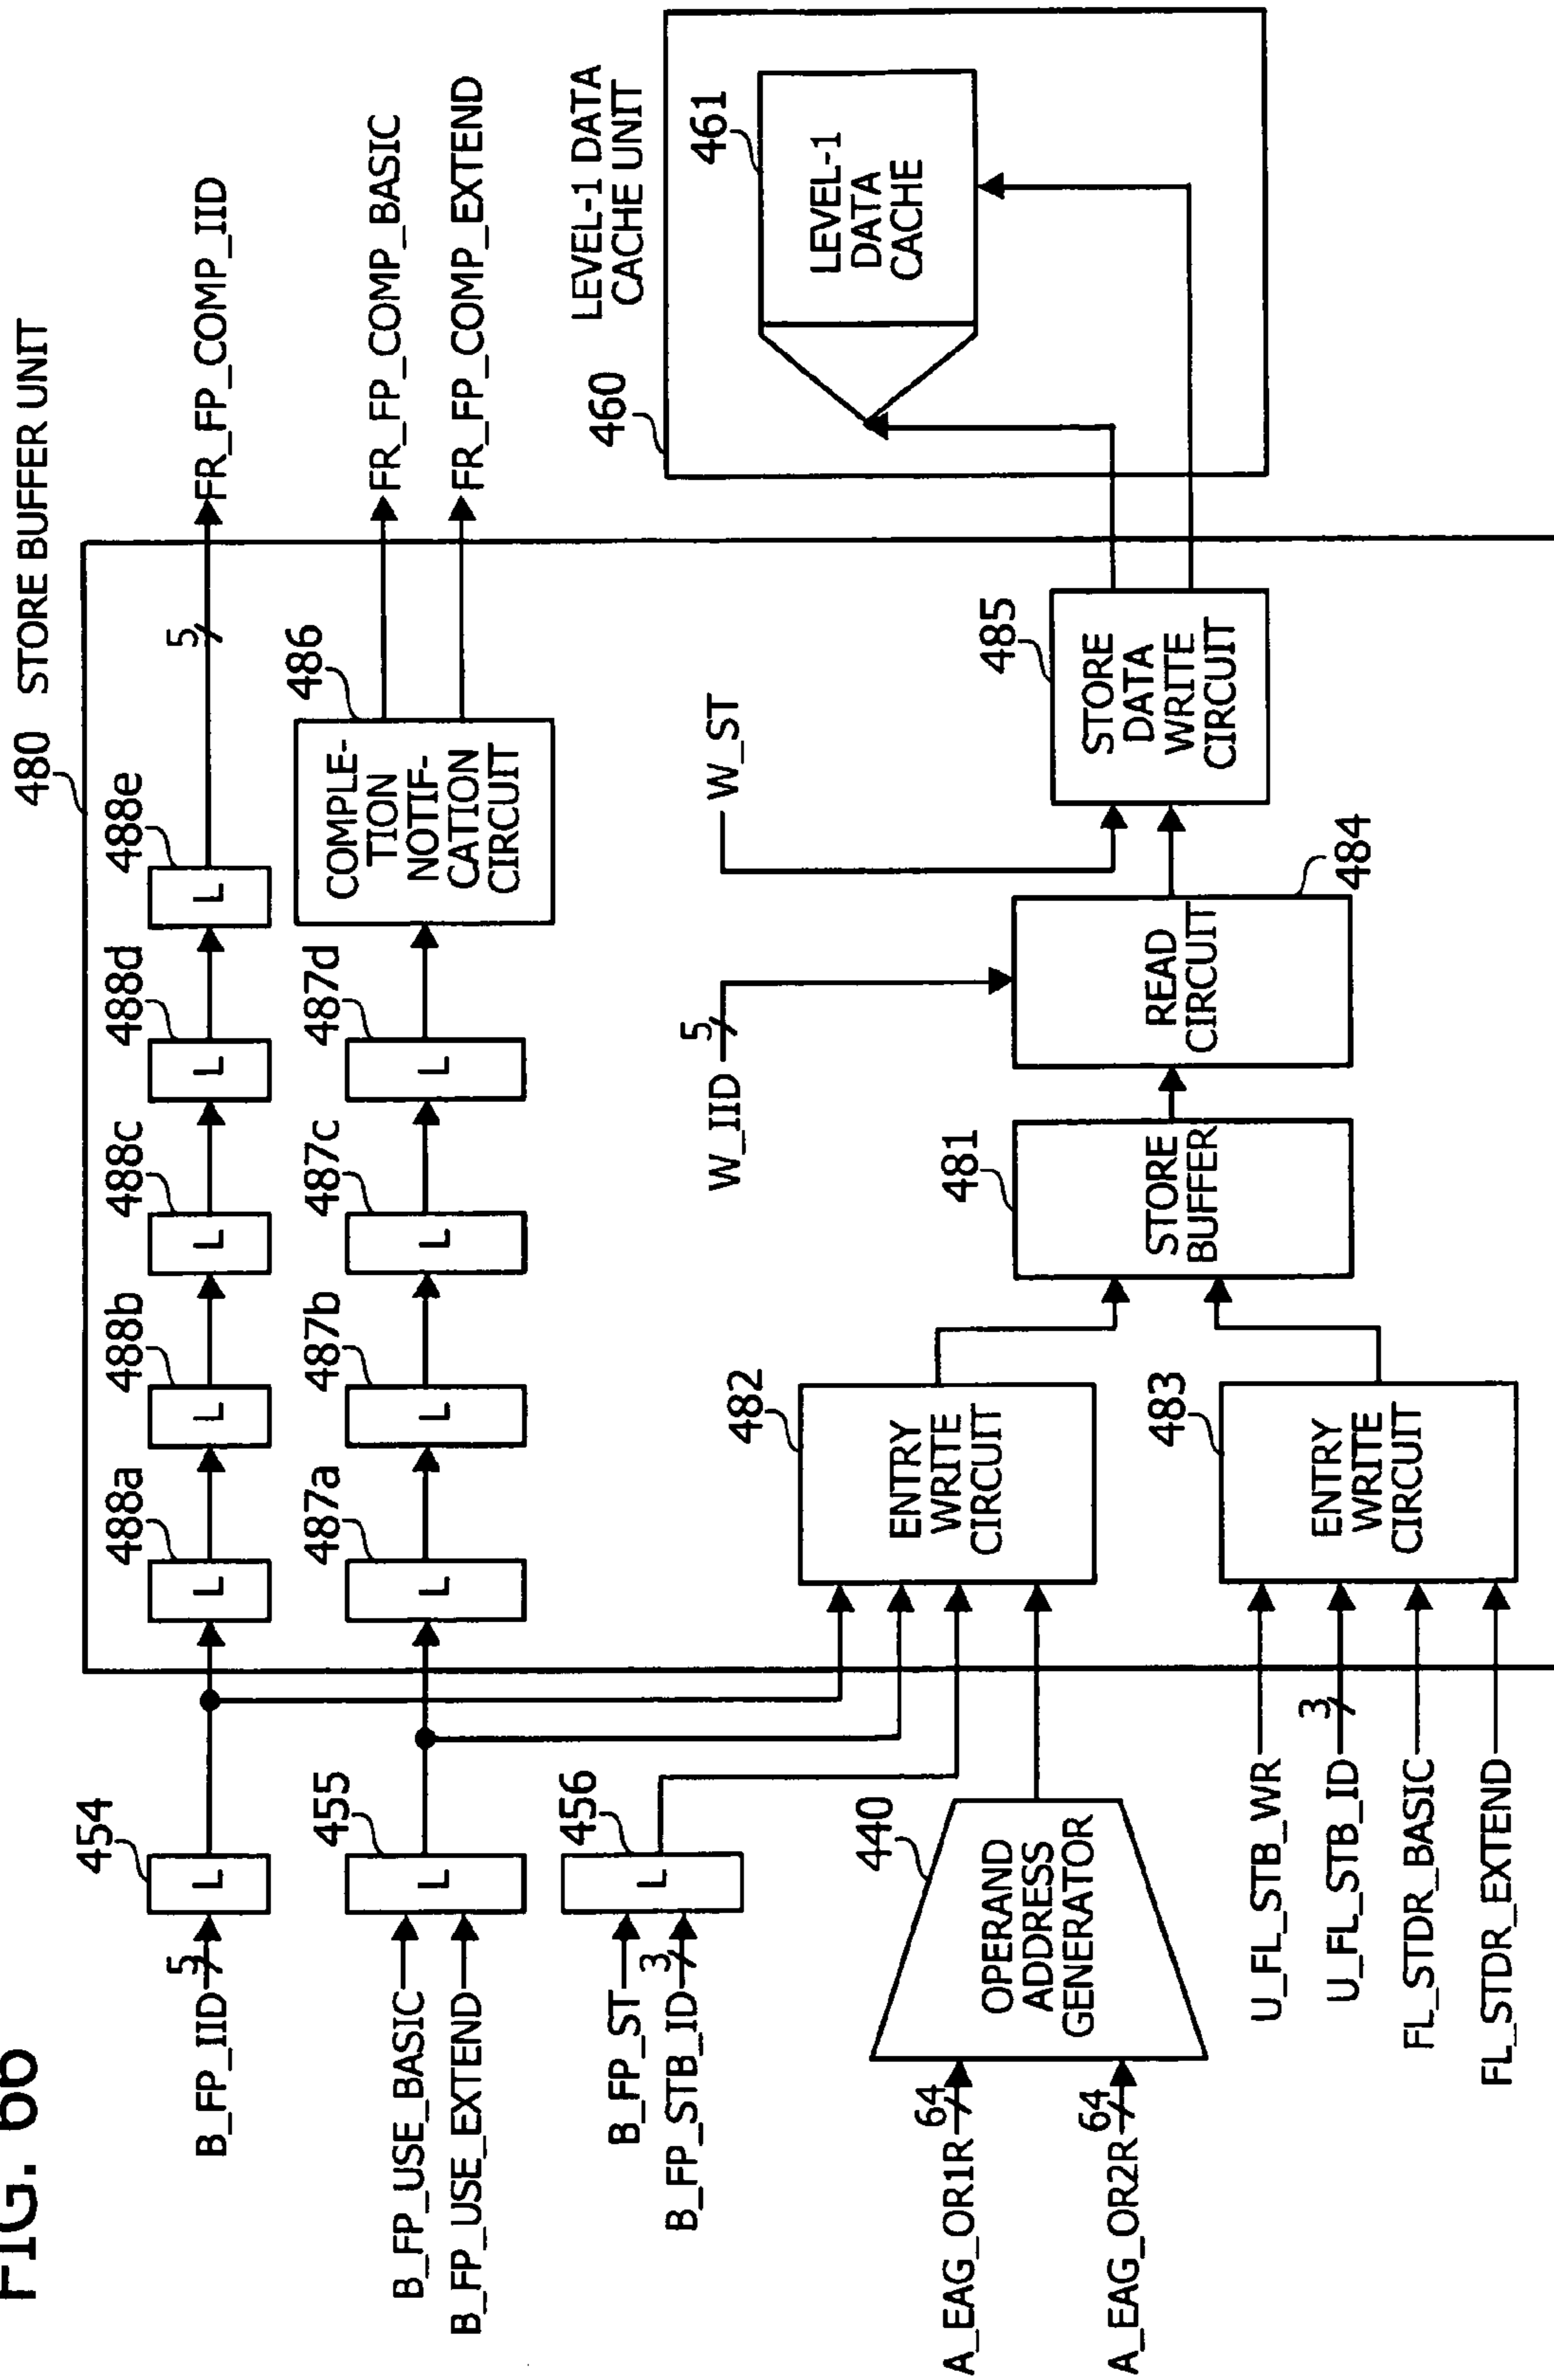 FIG. 66
480 STORE BUFFER UNIT
454
488a
488b
488c
488d
488e
B_FP_IID
5
L
L
L
L
L
L
5
FR_FP_COMP_IID
455
487a
487b
487c
487d
486
B_FP_USE_BASIC
B_FP_USE_EXTEND
L
L
L
L
L
COMPLE-
TION
NOTIF-
CATION
CIRCUIT
FR_FP_COMP_BASIC
FR_FP_COMP_EXTEND
456
B_FP_ST
B_FP_STB_ID
3
L
LEVEL-1 DATA
CACHE UNIT
460
461
LEVEL-1
DATA
CACHE
W_IID
5
W_ST
440
482
481
484
485
A_EAG_OR1R
64
A_EAG_OR2R
64
OPERAND
ADDRESS
GENERATOR
ENTRY
WRITE
CIRCUIT
STORE
BUFFER
READ
CIRCUIT
STORE
DATA
WRITE
CIRCUIT
483
U_FL_STB_WR
U_FL_STB_ID
3
FL_STDR_BASIC
FL_STDR_EXTEND
ENTRY
WRITE
CIRCUIT